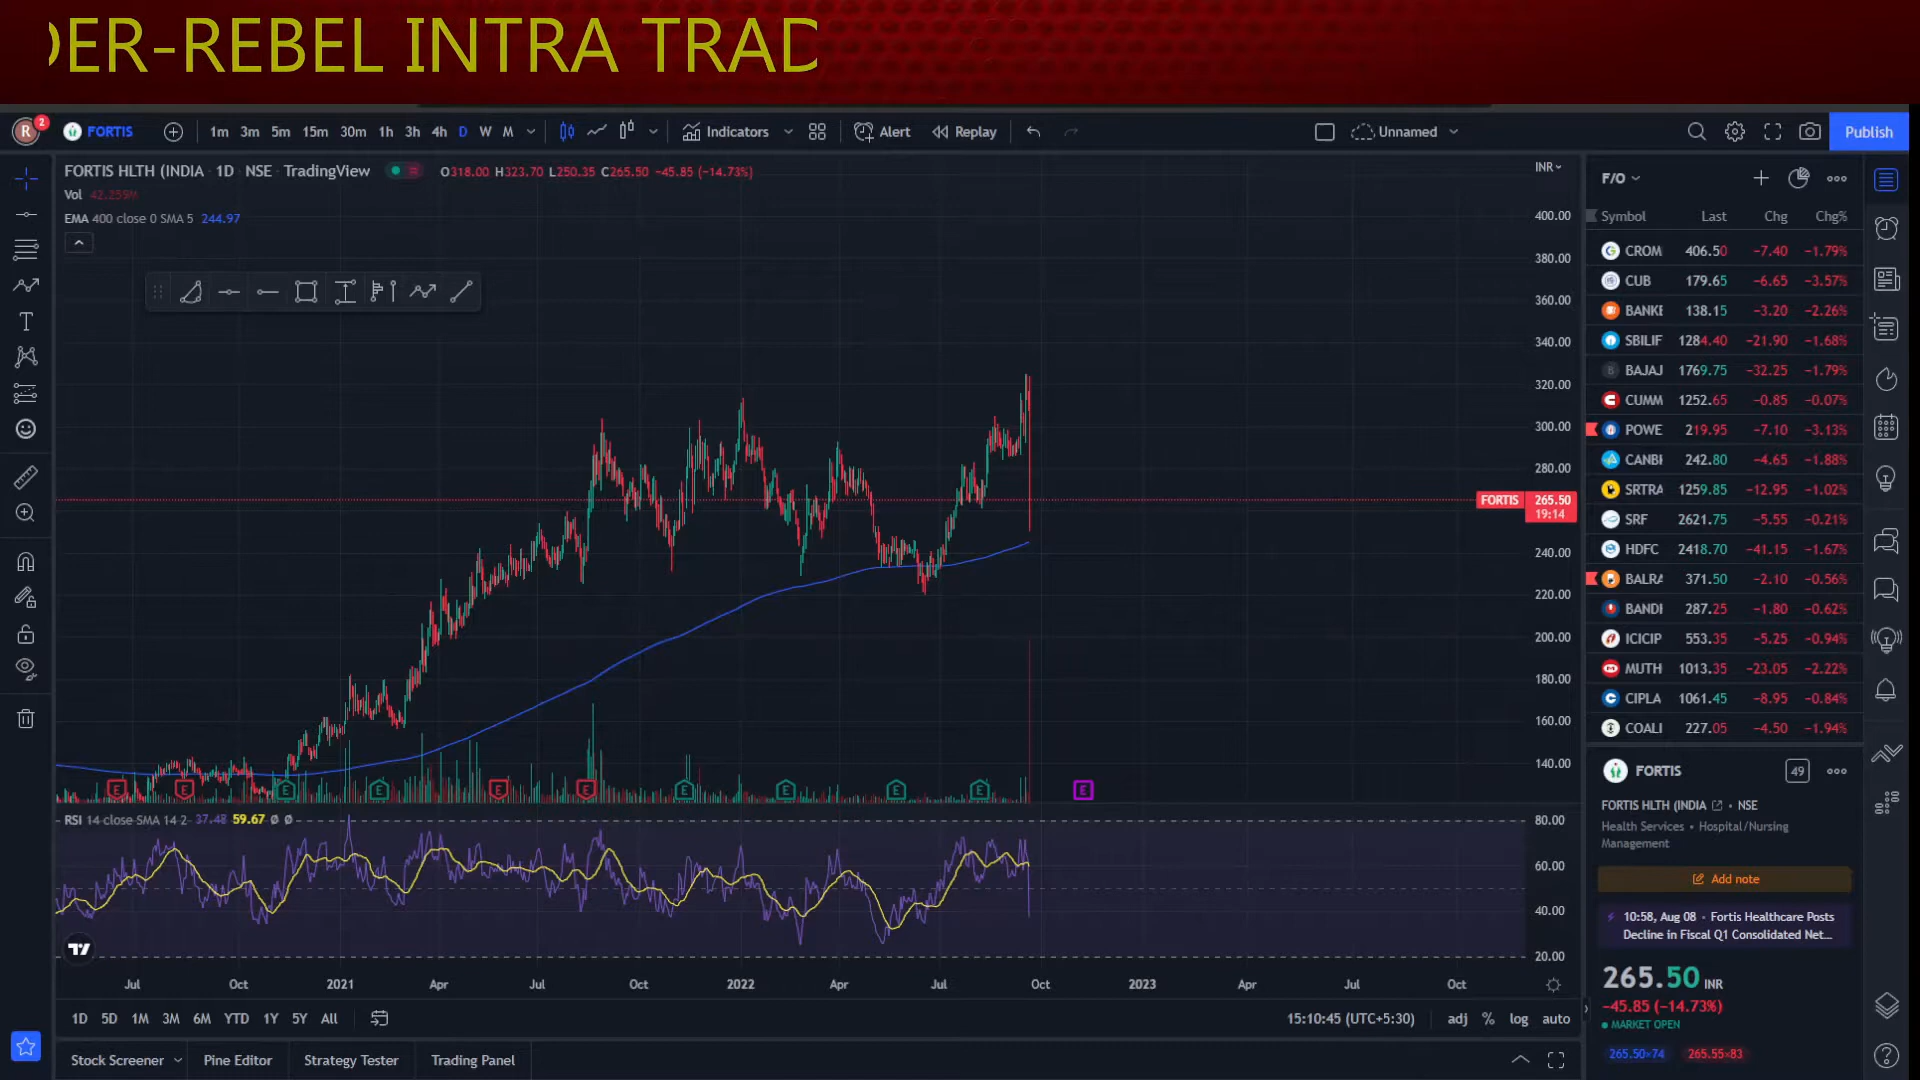 DER-REBEL INTRA TRAD
R 2 FORTIS 1m 3m 5m 15m 30m 1h 3h 4h D W M Indicators Alert Replay Unnamed Publish
FORTIS HLTH (INDIA 1D NSE TradingView O318.00 H323.70 L250.35 C265.50 −45.85 (−14.73%)
Vol 42.259M
EMA 400 close 0 SMA 5 244.97
INR
400.00
380.00
360.00
340.00
320.00
300.00
280.00
FORTIS 265.50
19:14
240.00
220.00
200.00
180.00
160.00
140.00
E E E E E E E E E E E
RSI 14 close SMA 14 2 37.48 59.67 Ø Ø
80.00
60.00
40.00
20.00
Jul Oct 2021 Apr Jul Oct 2022 Apr Jul Oct 2023 Apr Jul Oct
1D 5D 1M 3M 6M YTD 1Y 5Y All 15:10:45 (UTC+5:30) adj % log auto
Stock Screener Pine Editor Strategy Tester Trading Panel
F/O
Symbol Last Chg Chg%
CROM 406.50 −7.40 −1.79%
CUB 179.65 −6.65 −3.57%
BANKE 138.15 −3.20 −2.26%
SBILIF 1284.40 −21.90 −1.68%
BAJAJ 1769.75 −32.25 −1.79%
CUMM 1252.65 −0.85 −0.07%
POWE 219.95 −7.10 −3.13%
CANBI 242.80 −4.65 −1.88%
SRTRA 1259.85 −12.95 −1.02%
SRF 2621.75 −5.55 −0.21%
HDFC 2418.70 −41.15 −1.67%
BALRA 371.50 −2.10 −0.56%
BANDI 287.25 −1.80 −0.62%
ICICIP 553.35 −5.25 −0.94%
MUTH 1013.35 −23.05 −2.22%
CIPLA 1061.45 −8.95 −0.84%
COALI 227.05 −4.50 −1.94%
FORTIS 49
FORTIS HLTH (INDIA • NSE
Health Services • Hospital/Nursing
Management
Add note
10:58, Aug 08 • Fortis Healthcare Posts
Decline in Fiscal Q1 Consolidated Net...
265.50 INR
−45.85 (−14.73%)
MARKET OPEN
265.50×74 265.55×83